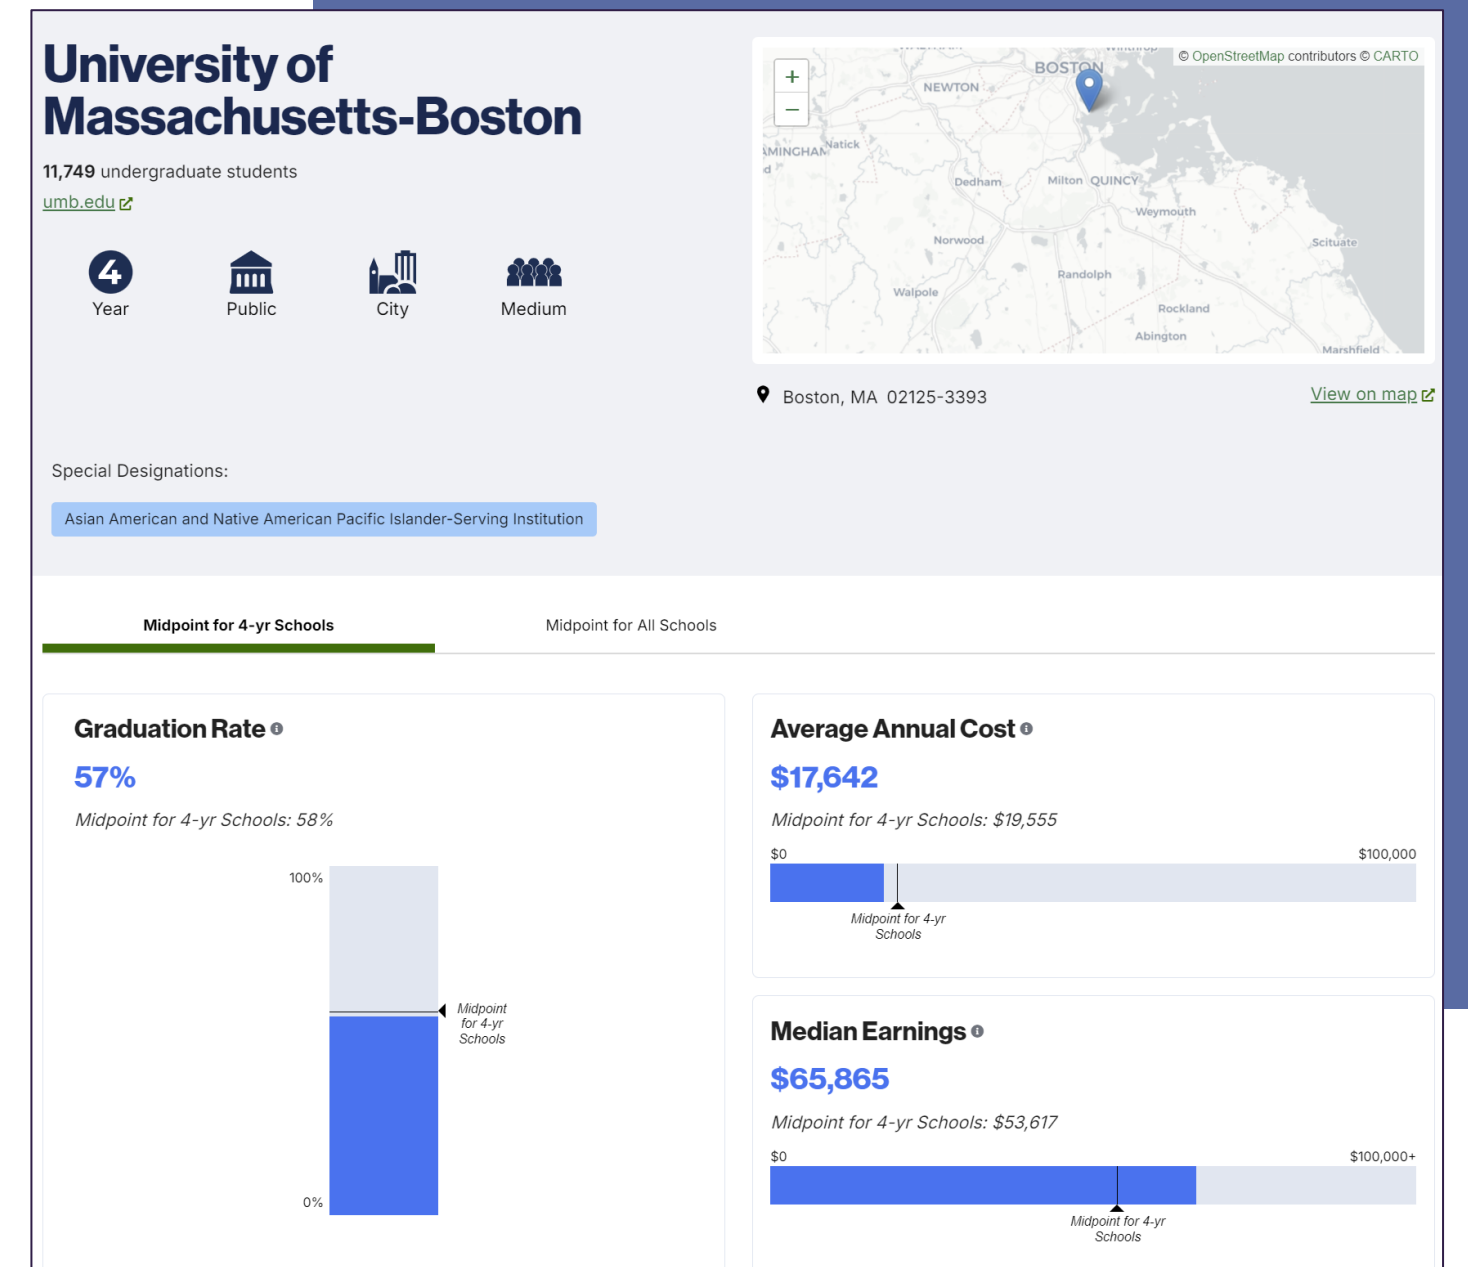 University of
Massachusetts-Boston
11,749 undergraduate students
umb.edu
4
Year
Public
City
Medium
+
−
© OpenStreetMap contributors © CARTO
BOSTON
NEWTON
Natick
Dedham
Milton
QUINCY
Weymouth
Norwood
Scituate
Randolph
Walpole
Rockland
Abington
Marshfield
Boston, MA 02125-3393
View on map
Special Designations:
Asian American and Native American Pacific Islander-Serving Institution
Midpoint for 4-yr Schools
Midpoint for All Schools
Graduation Rate
57%
Midpoint for 4-yr Schools: 58%
100%
Midpoint
for 4-yr
Schools
0%
Average Annual Cost
$17,642
Midpoint for 4-yr Schools: $19,555
$0
$100,000
Midpoint for 4-yr
Schools
Median Earnings
$65,865
Midpoint for 4-yr Schools: $53,617
$0
$100,000+
Midpoint for 4-yr
Schools